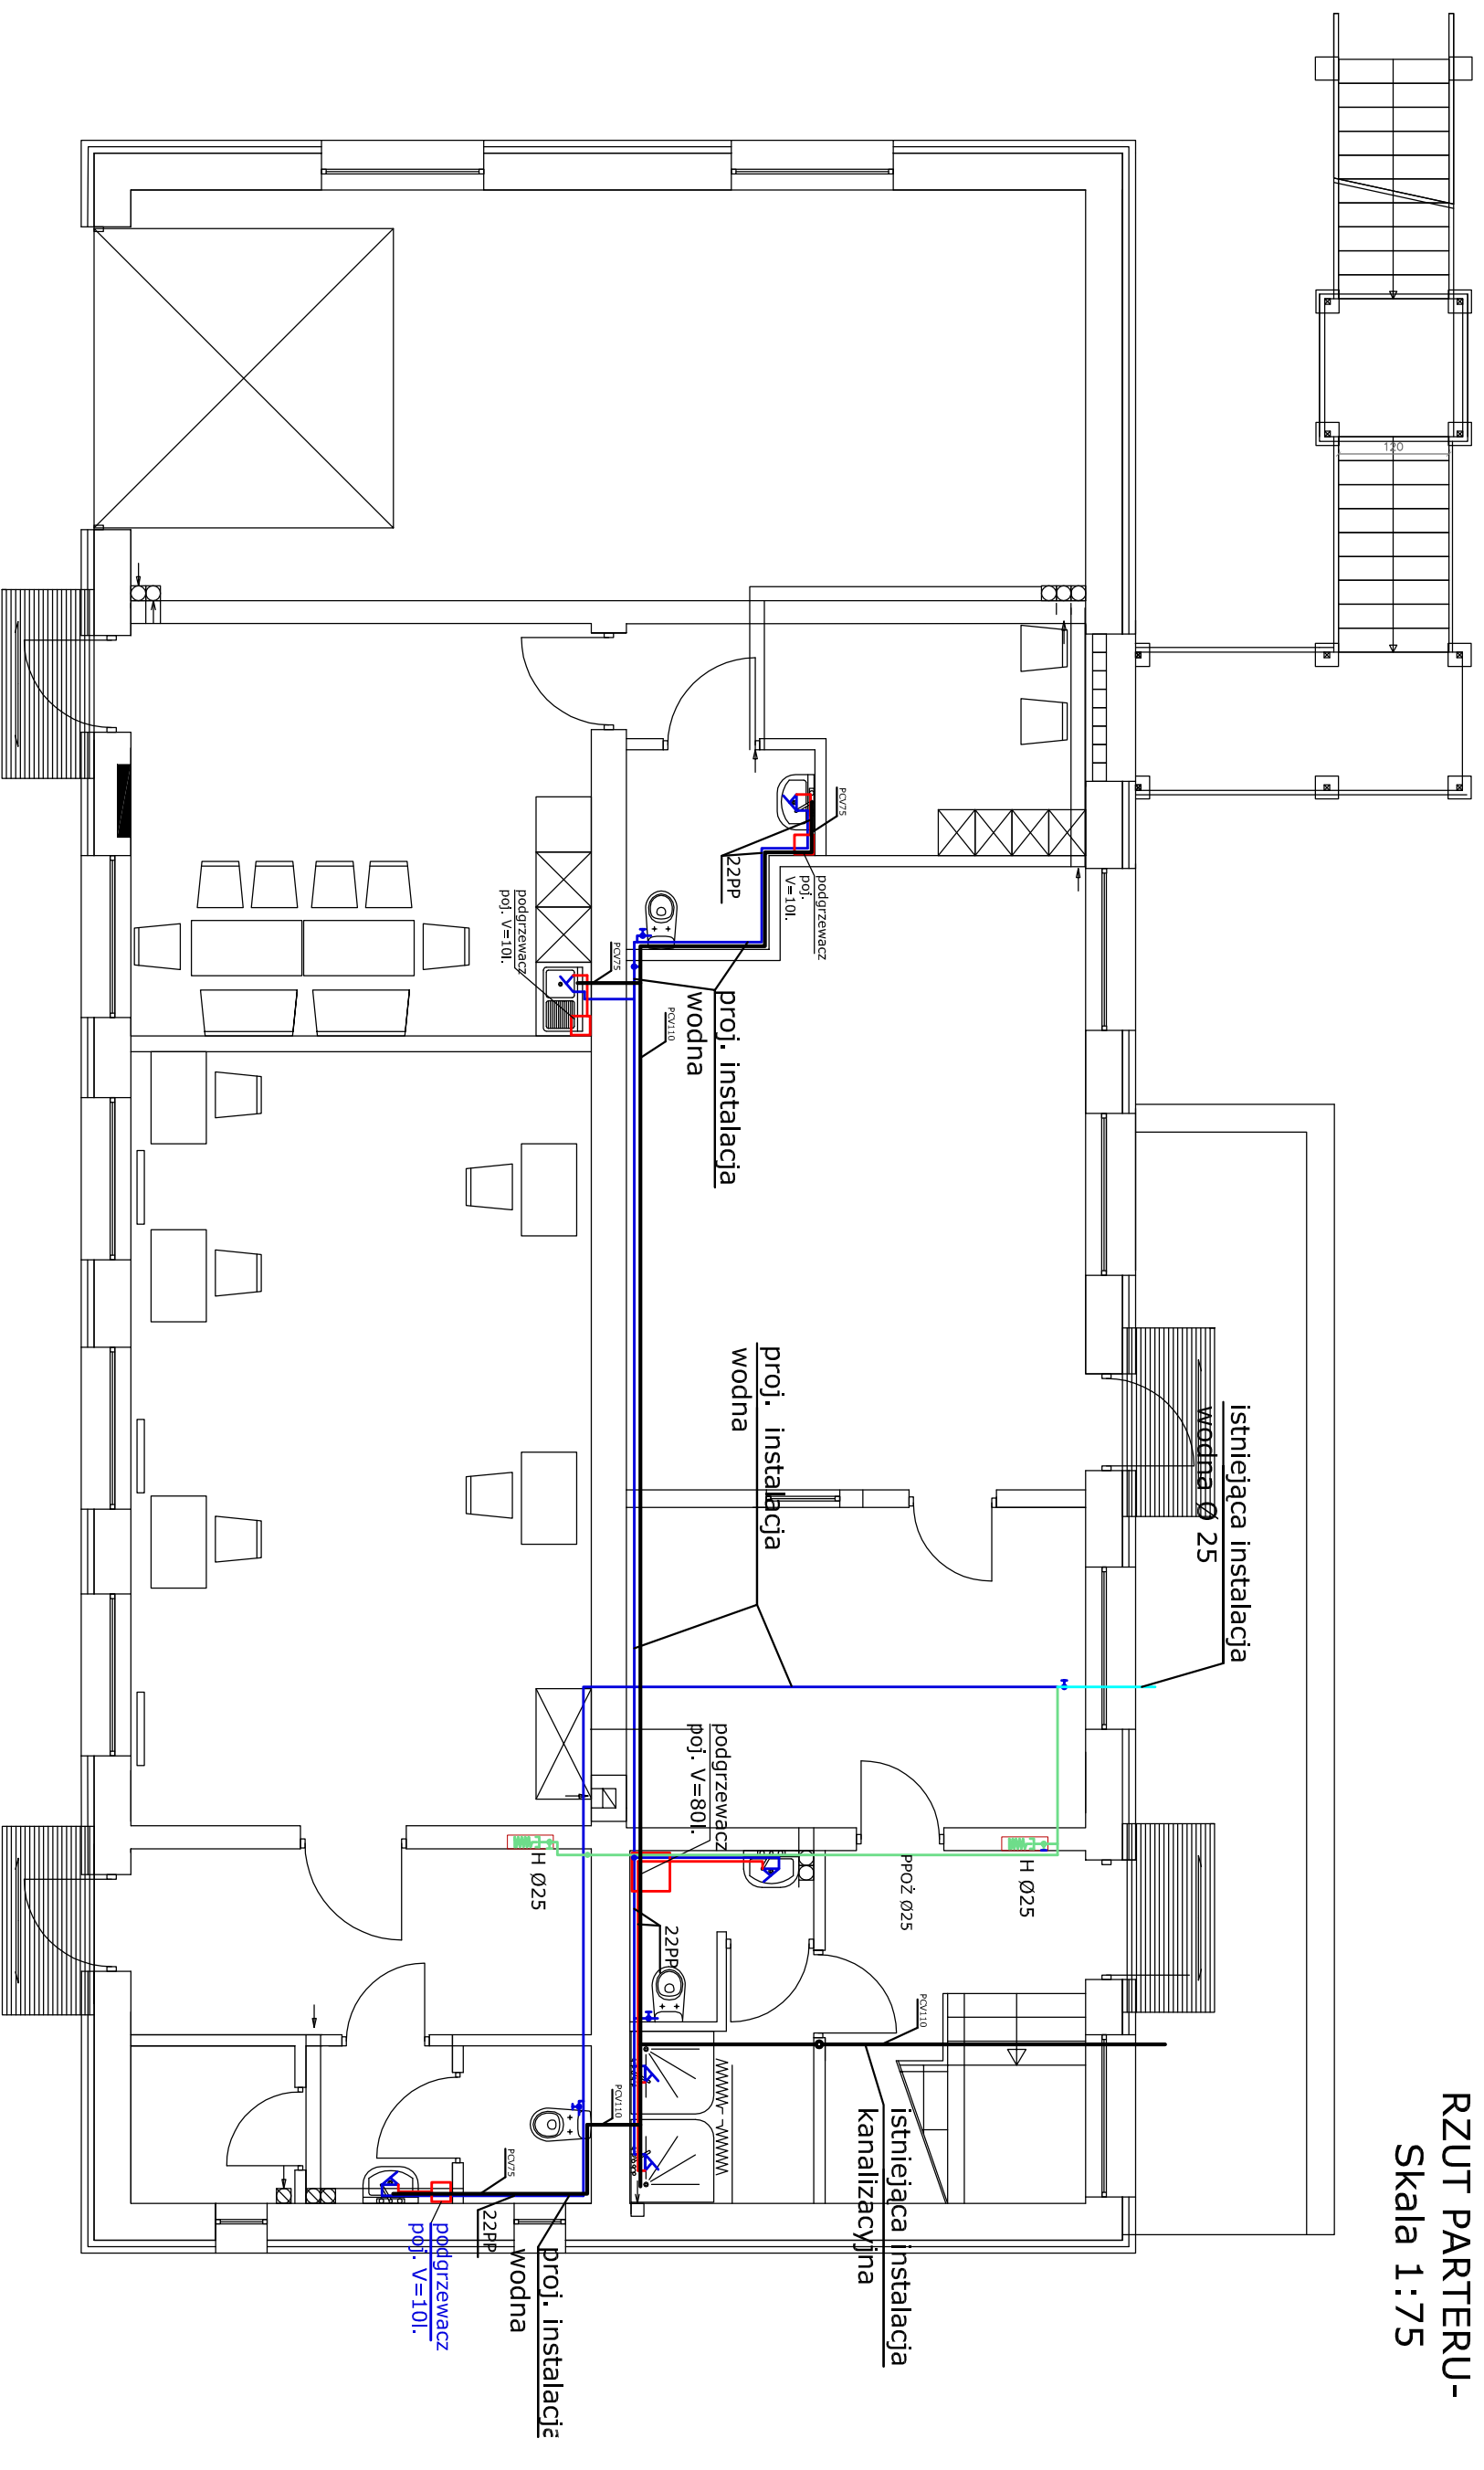 RZUT PARTERU-
Skala 1:75
120
PCV75
22PP
podgrzewacz
poj.
V=10l.
podgrzewacz
poj. V=10l.
PCV75
PCV110
proj. instalacja
wodna
proj. instalacja
wodna
istniejąca instalacja
wodna Ø 25
podgrzewacz
poj. V=80l.
H Ø25
PPOŻ Ø25
H Ø25
22PP
PCV110
istniejąca instalacja
kanalizacyjna
PCV110
PCV75
22PP
podgrzewacz
poj. V=10l.
proj. instalacja
wodna